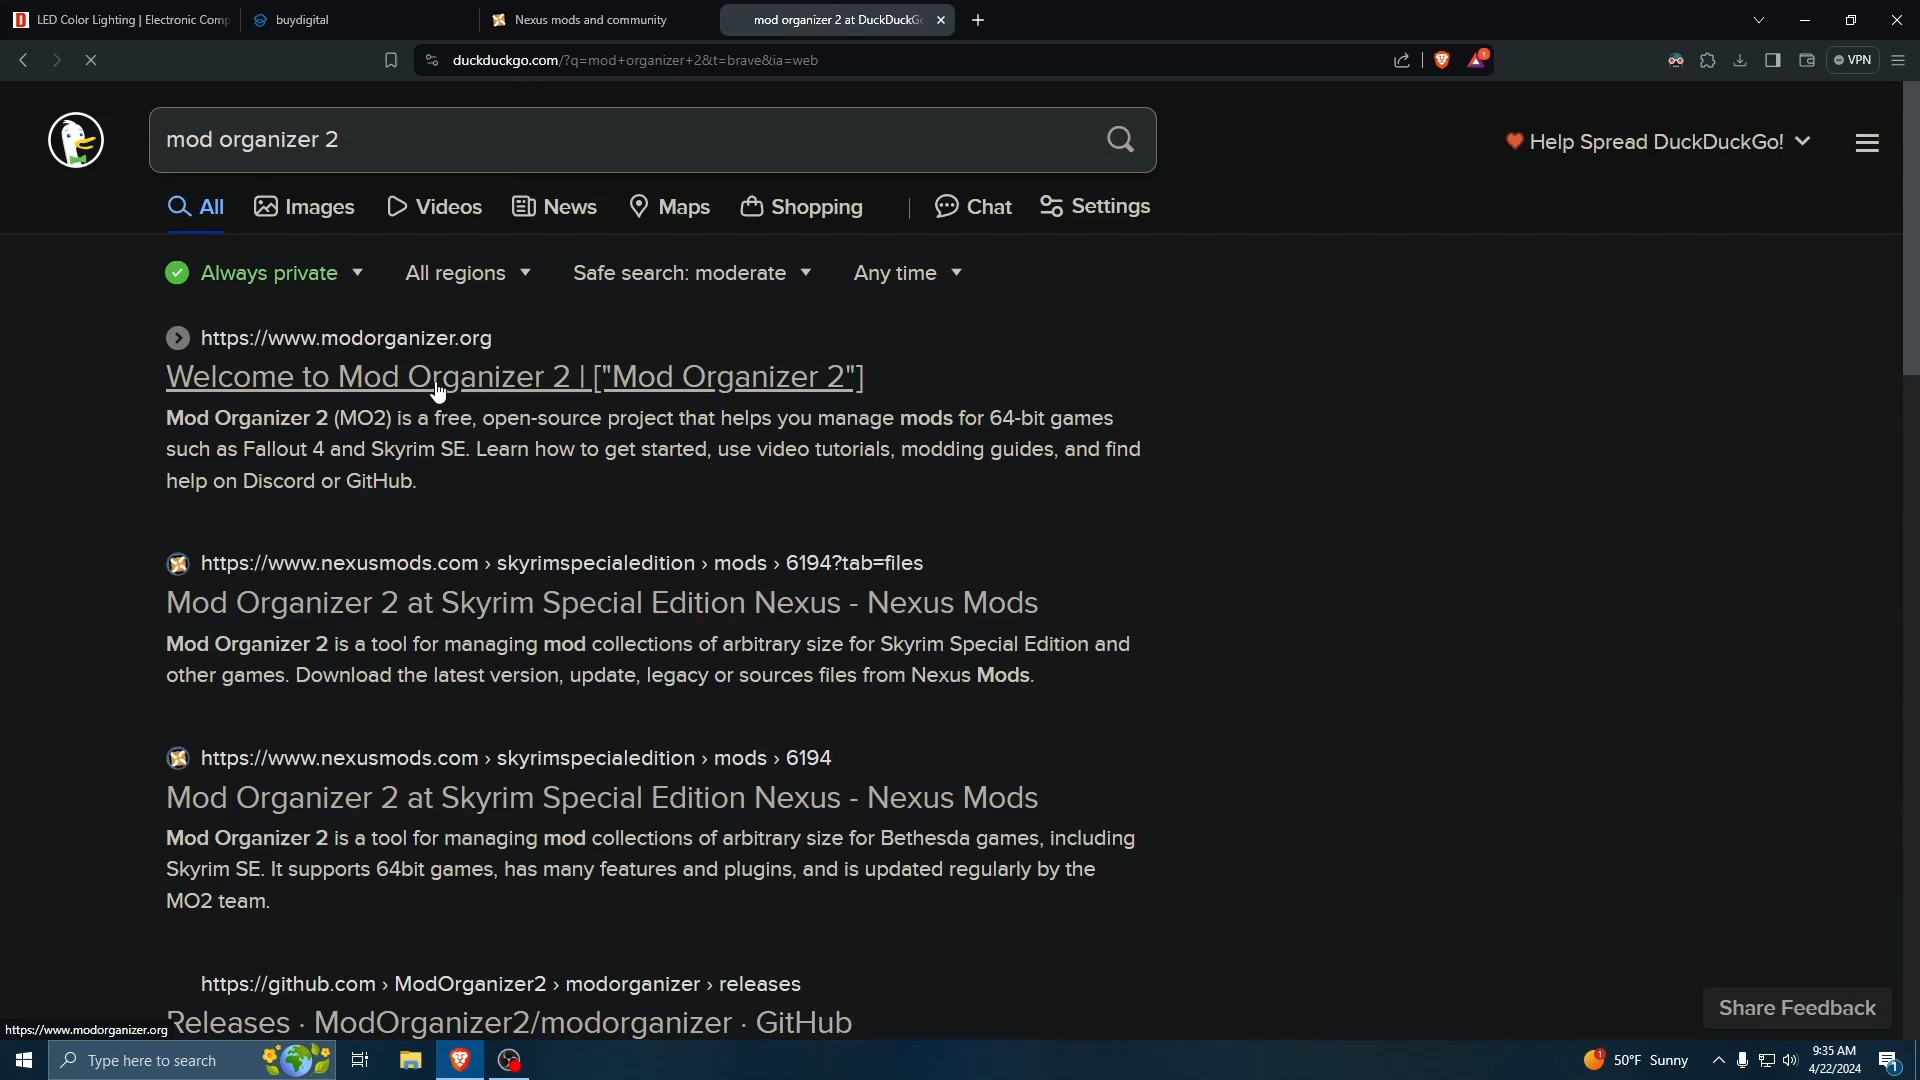 LED Color Lighting | Electronic Comp
buydigital
Nexus mods and community
mod organizer 2 at DuckDuckG
duckduckgo.com/?q=mod+organizer+2&t=brave&ia=web
1
VPN
mod organizer 2
Help Spread DuckDuckGo!
All
Images
Videos
News
Maps
Shopping
Chat
Settings
Always private
All regions
Safe search: moderate
Any time
https://www.modorganizer.org
Welcome to Mod Organizer 2 | ["Mod Organizer 2"]
Mod Organizer 2 (MO2) is a free, open-source project that helps you manage mods for 64-bit games
such as Fallout 4 and Skyrim SE. Learn how to get started, use video tutorials, modding guides, and find
help on Discord or GitHub.
https://www.nexusmods.com › skyrimspecialedition › mods › 6194?tab=files
Mod Organizer 2 at Skyrim Special Edition Nexus - Nexus Mods
Mod Organizer 2 is a tool for managing mod collections of arbitrary size for Skyrim Special Edition and
other games. Download the latest version, update, legacy or sources files from Nexus Mods.
https://www.nexusmods.com › skyrimspecialedition › mods › 6194
Mod Organizer 2 at Skyrim Special Edition Nexus - Nexus Mods
Mod Organizer 2 is a tool for managing mod collections of arbitrary size for Bethesda games, including
Skyrim SE. It supports 64bit games, has many features and plugins, and is updated regularly by the
MO2 team.
https://github.com › ModOrganizer2 › modorganizer › releases
Releases · ModOrganizer2/modorganizer · GitHub
Share Feedback
https://www.modorganizer.org
Type here to search
1
50°F Sunny
9:35 AM
4/22/2024
1